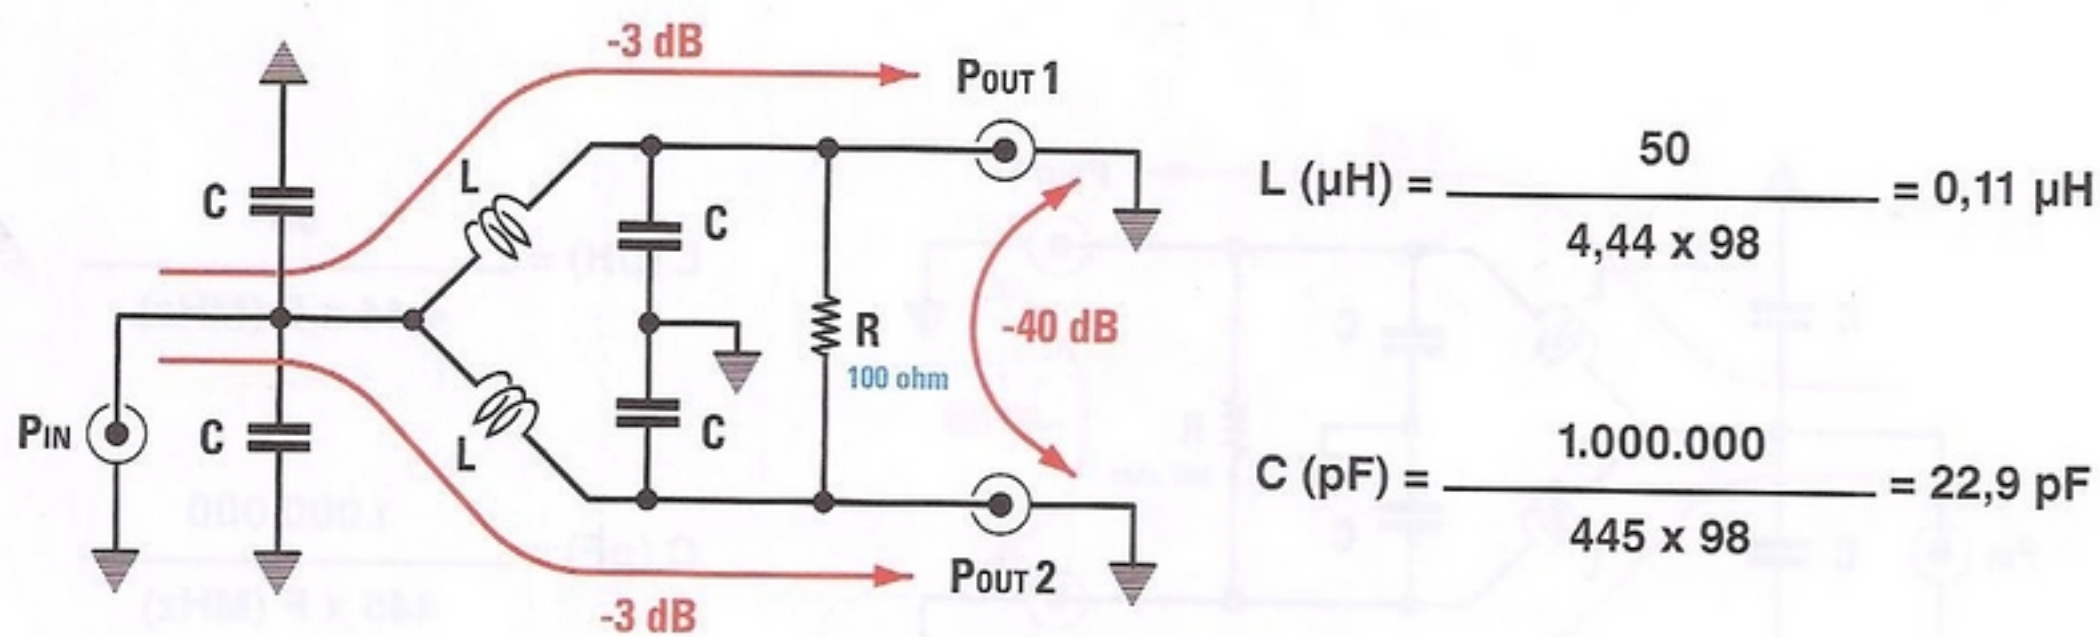 -3 dB
POUT 1
C
L
C
L (µH) = 50 / 4,44 x 98 = 0,11 µH
R
100 ohm
-40 dB
PIN
C
L
C
C (pF) = 1.000.000 / 445 x 98 = 22,9 pF
POUT 2
-3 dB